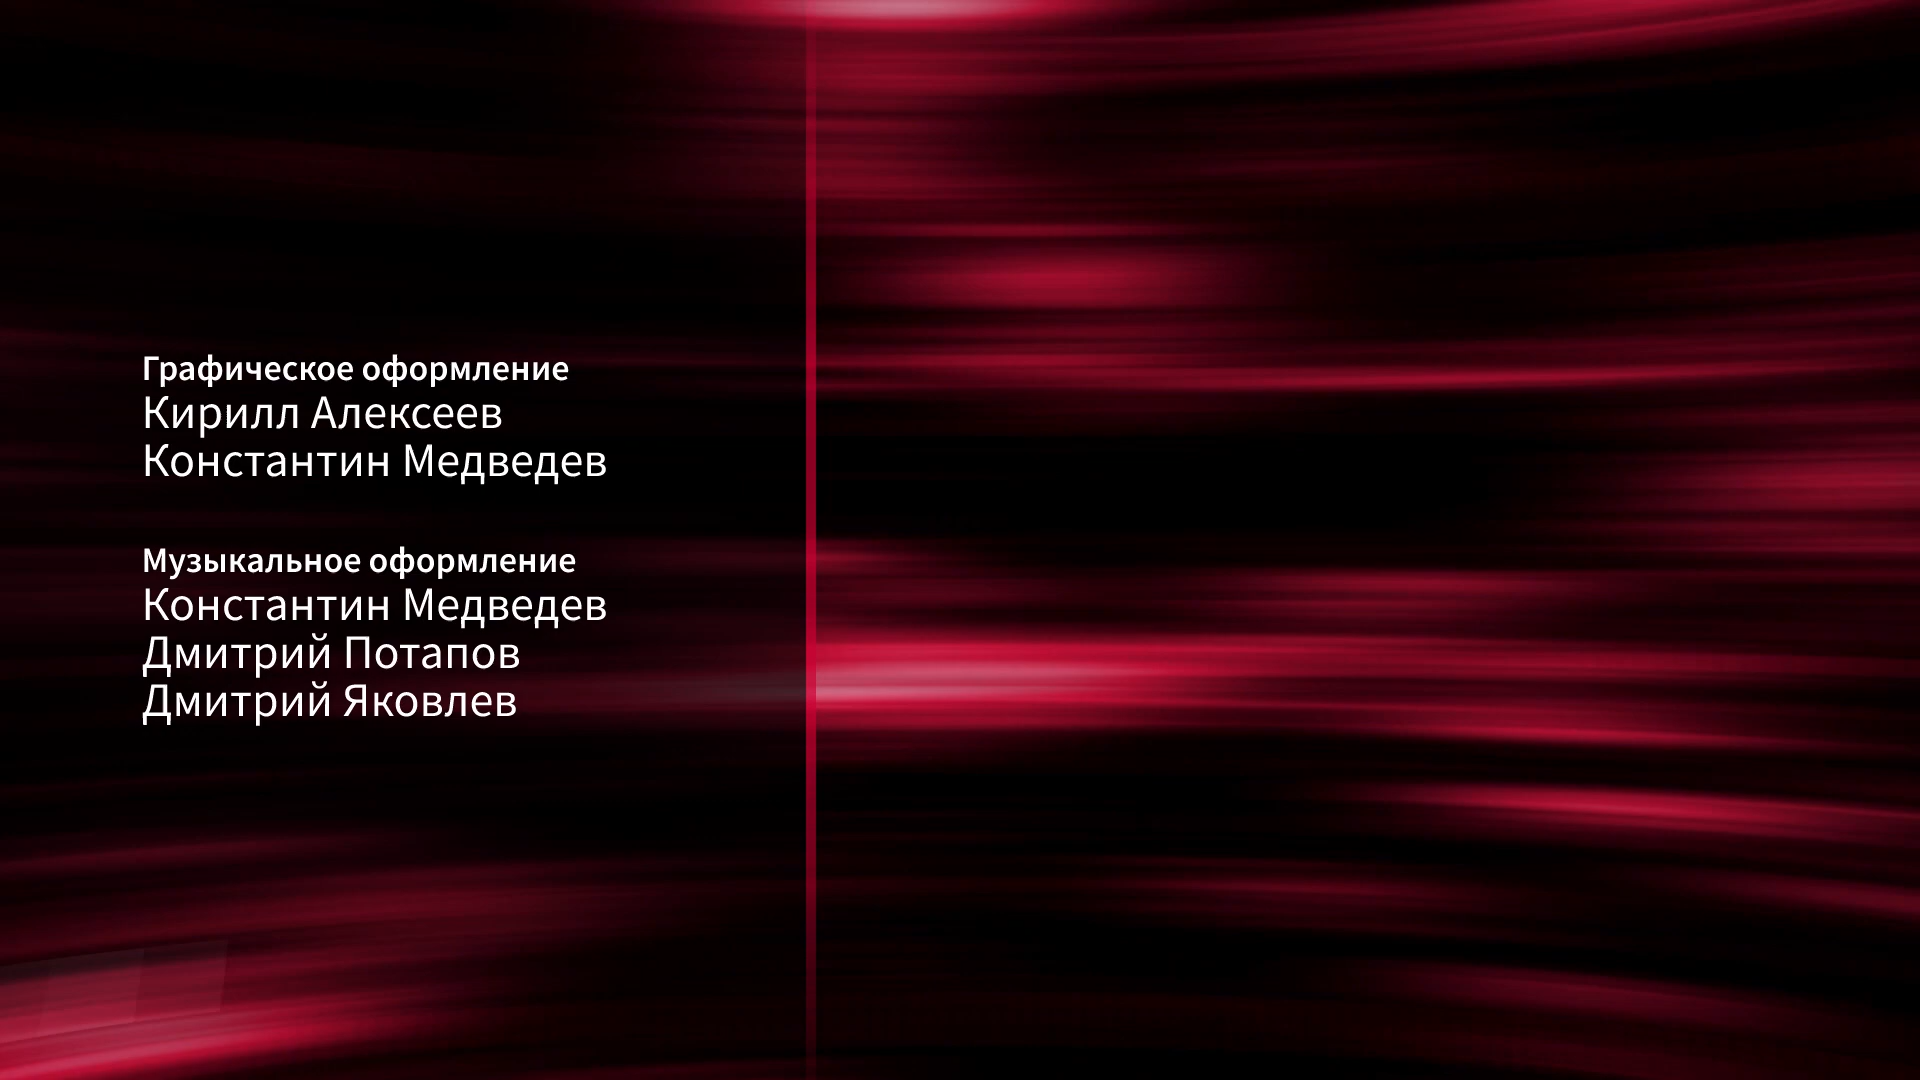 Графическое оформление
Кирилл Алексеев
Константин Медведев
Музыкальное оформление
Константин Медведев
Дмитрий Потапов
Дмитрий Яковлев